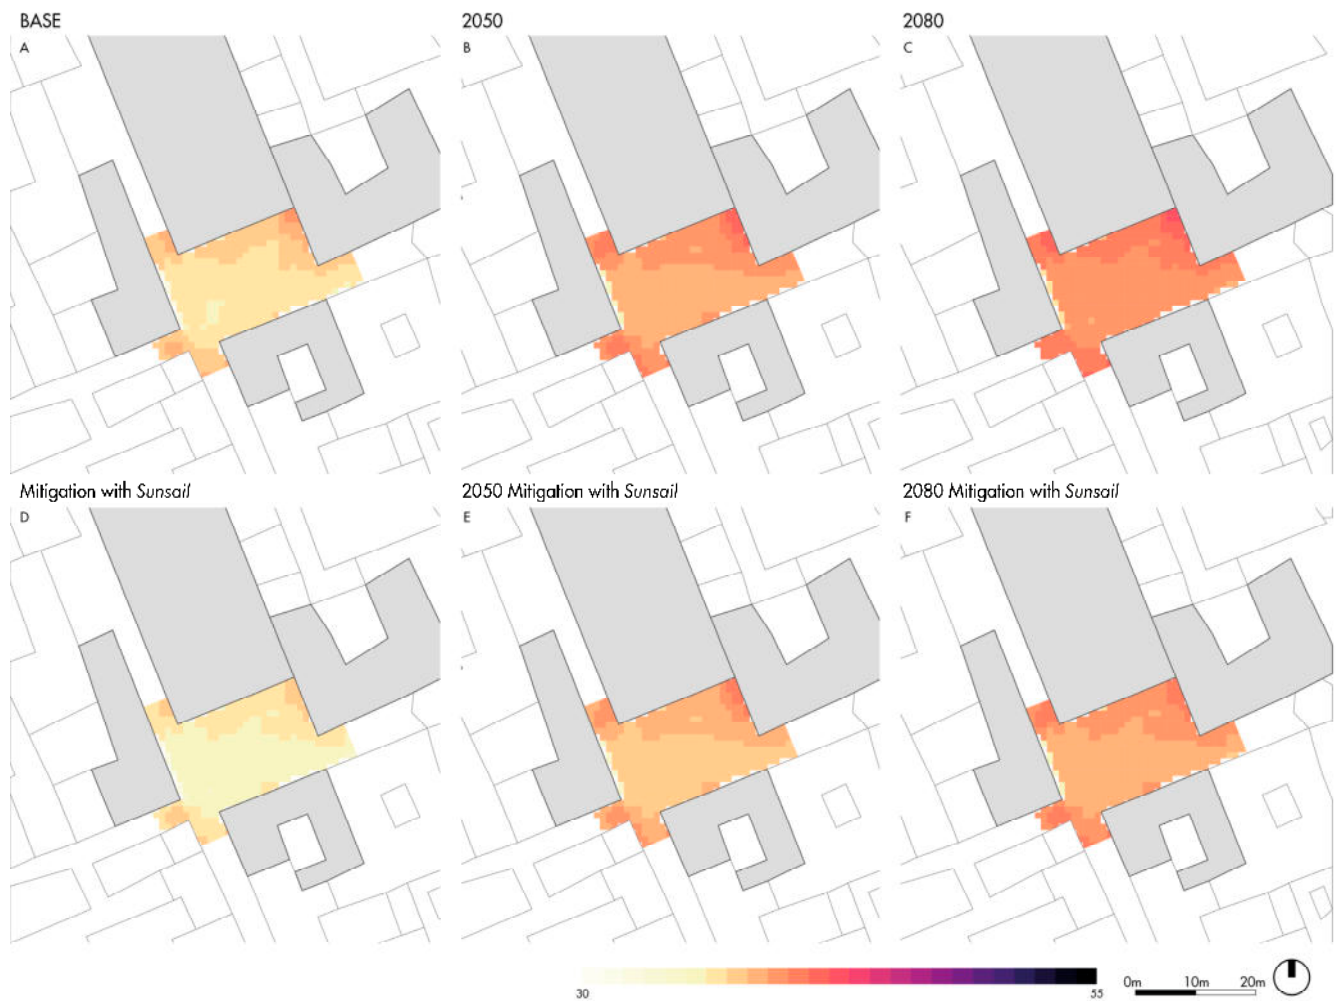 BASE
2050
2080
A
B
C
Mitigation with Sunsail
2050 Mitigation with Sunsail
2080 Mitigation with Sunsail
D
E
F
30
55
0m
10m
20m